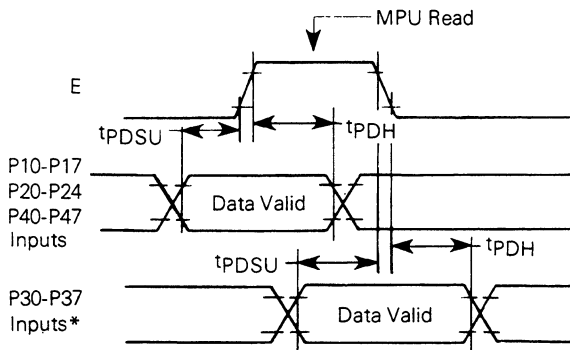 MPU Read
E
tPDSU
tPDH
P10-P17
P20-P24
P40-P47
Inputs
Data Valid
tPDSU
tPDH
P30-P37
Inputs*
Data Valid